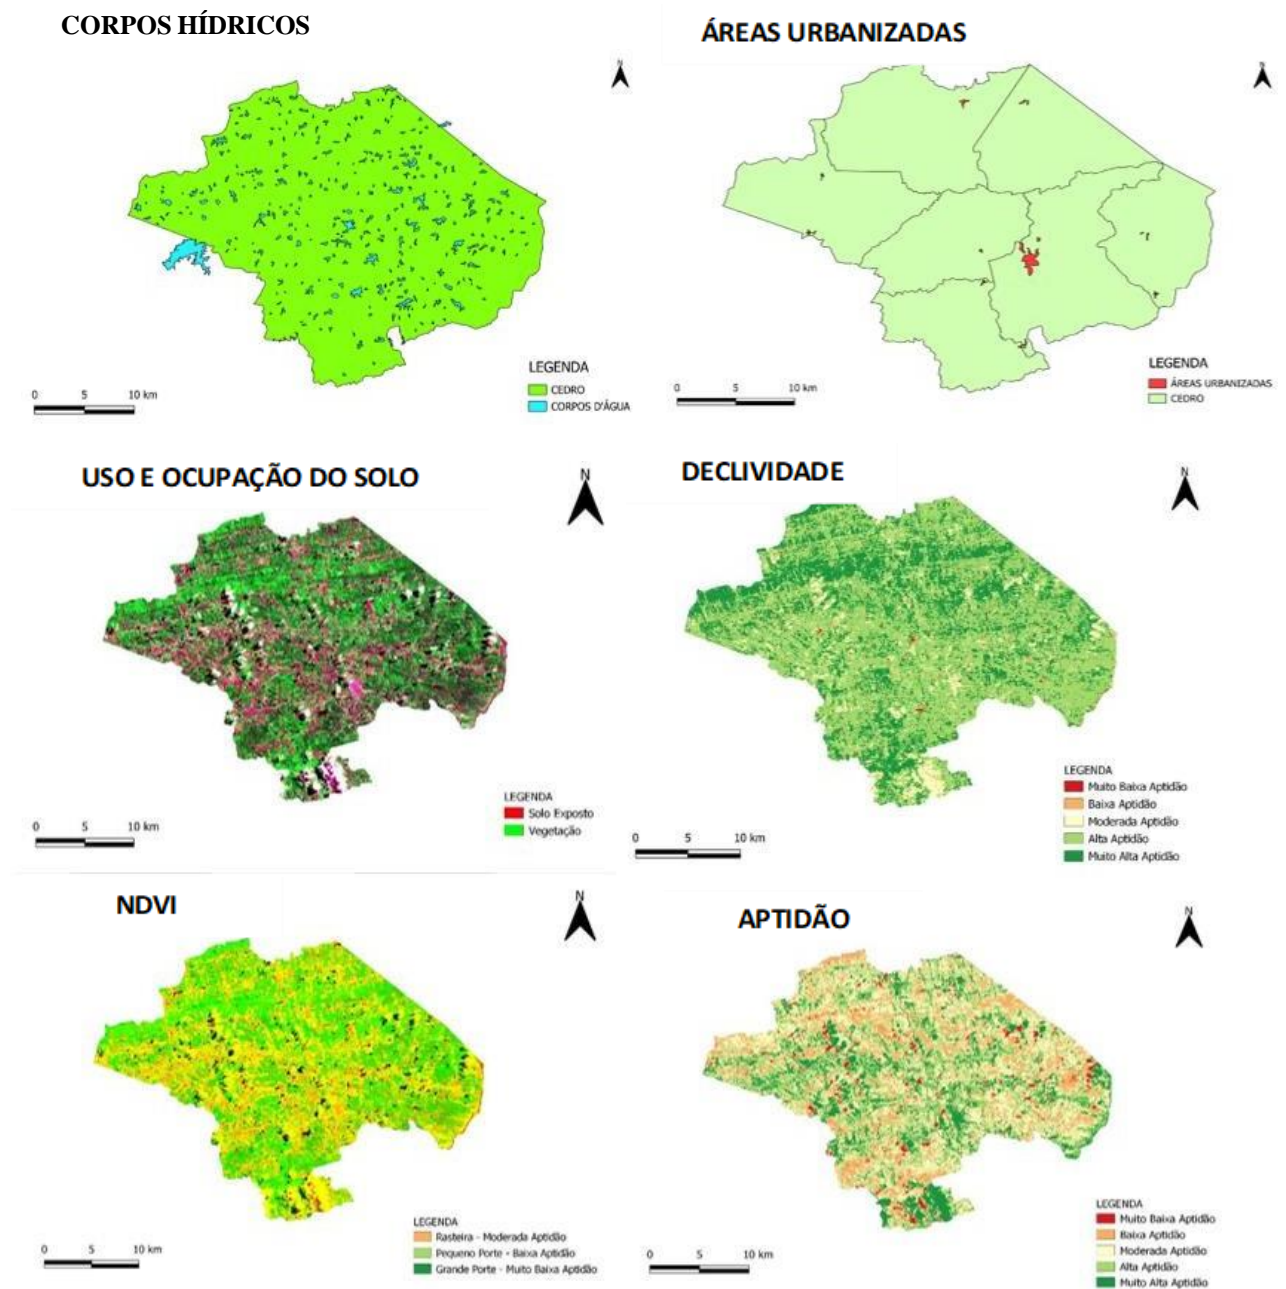 CORPOS HÍDRICOS
N
0 5 10 km
LEGENDA
CEDRO
CORPOS D'ÁGUA
ÁREAS URBANIZADAS
N
0 5 10 km
LEGENDA
ÁREAS URBANIZADAS
CEDRO
USO E OCUPAÇÃO DO SOLO
N
0 5 10 km
LEGENDA
Solo Exposto
Vegetação
DECLIVIDADE
N
0 5 10 km
LEGENDA
Muito Baixa Aptidão
Baixa Aptidão
Moderada Aptidão
Alta Aptidão
Muito Alta Aptidão
NDVI
N
0 5 10 km
LEGENDA
Rasteira - Moderada Aptidão
Pequeno Porte - Baixa Aptidão
Grande Porte - Muito Baixa Aptidão
APTIDÃO
N
0 5 10 km
LEGENDA
Muito Baixa Aptidão
Baixa Aptidão
Moderada Aptidão
Alta Aptidão
Muito Alta Aptidão